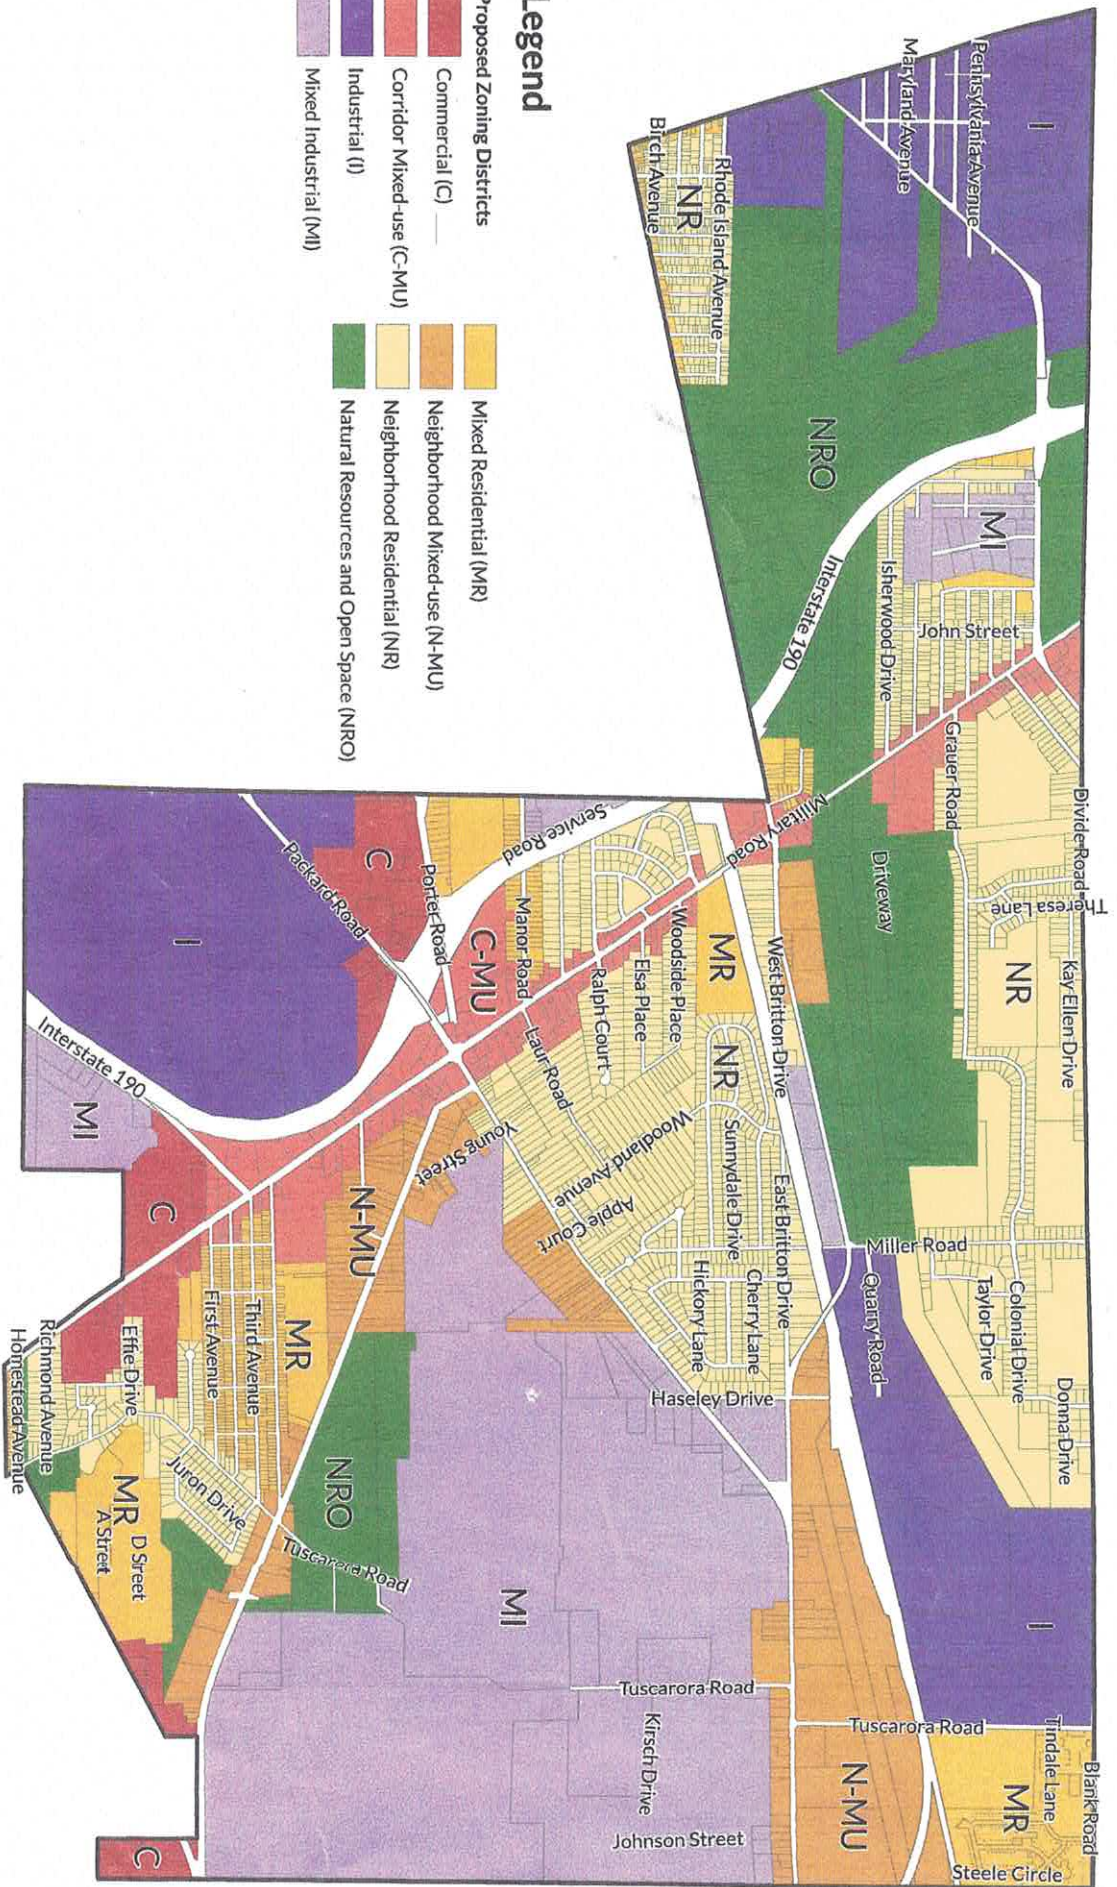 Legend
Proposed Zoning Districts
Commercial (C)
Corridor Mixed-use (C-MU)
Industrial (I)
Mixed Industrial (MI)
Mixed Residential (MR)
Neighborhood Mixed-use (N-MU)
Neighborhood Residential (NR)
Natural Resources and Open Space (NRO)
I
Pennsylvania Avenue
Maryland Avenue
Rhode Island Avenue
NR
Birch Avenue
NRO
MI
Isherwood Drive
John Street
Interstate 190
Grauer Road
Divide Road
Theresa Lane
Kay Ellen Drive
NR
Driveway
Military Road
Service Road
West Britton Drive
MR
Woodside Place
Elsa Place
Ralph Court
Manor Road
C-MU
Porter Road
C
Packard Road
I
Interstate 190
MI
Laur Road
NR
Woodland Avenue
Sunnydale Drive
East Britton Drive
Apple Court
Young Street
Miller Road
Quarry Road
Taylor Drive
Colonial Drive
Donna Drive
Cherry Lane
Hickory Lane
Haseley Drive
N-MU
C
Third Avenue
First Avenue
MR
Effie Drive
Richmond Avenue
Homestead Avenue
Juron Drive
MR
D Sreet
A Street
NRO
Tuscarora Road
MI
I
Tuscarora Road
Tuscarora Road
Kirsch Drive
Johnson Street
N-MU
MR
Tindale Lane
Blank Road
Steele Circle
C